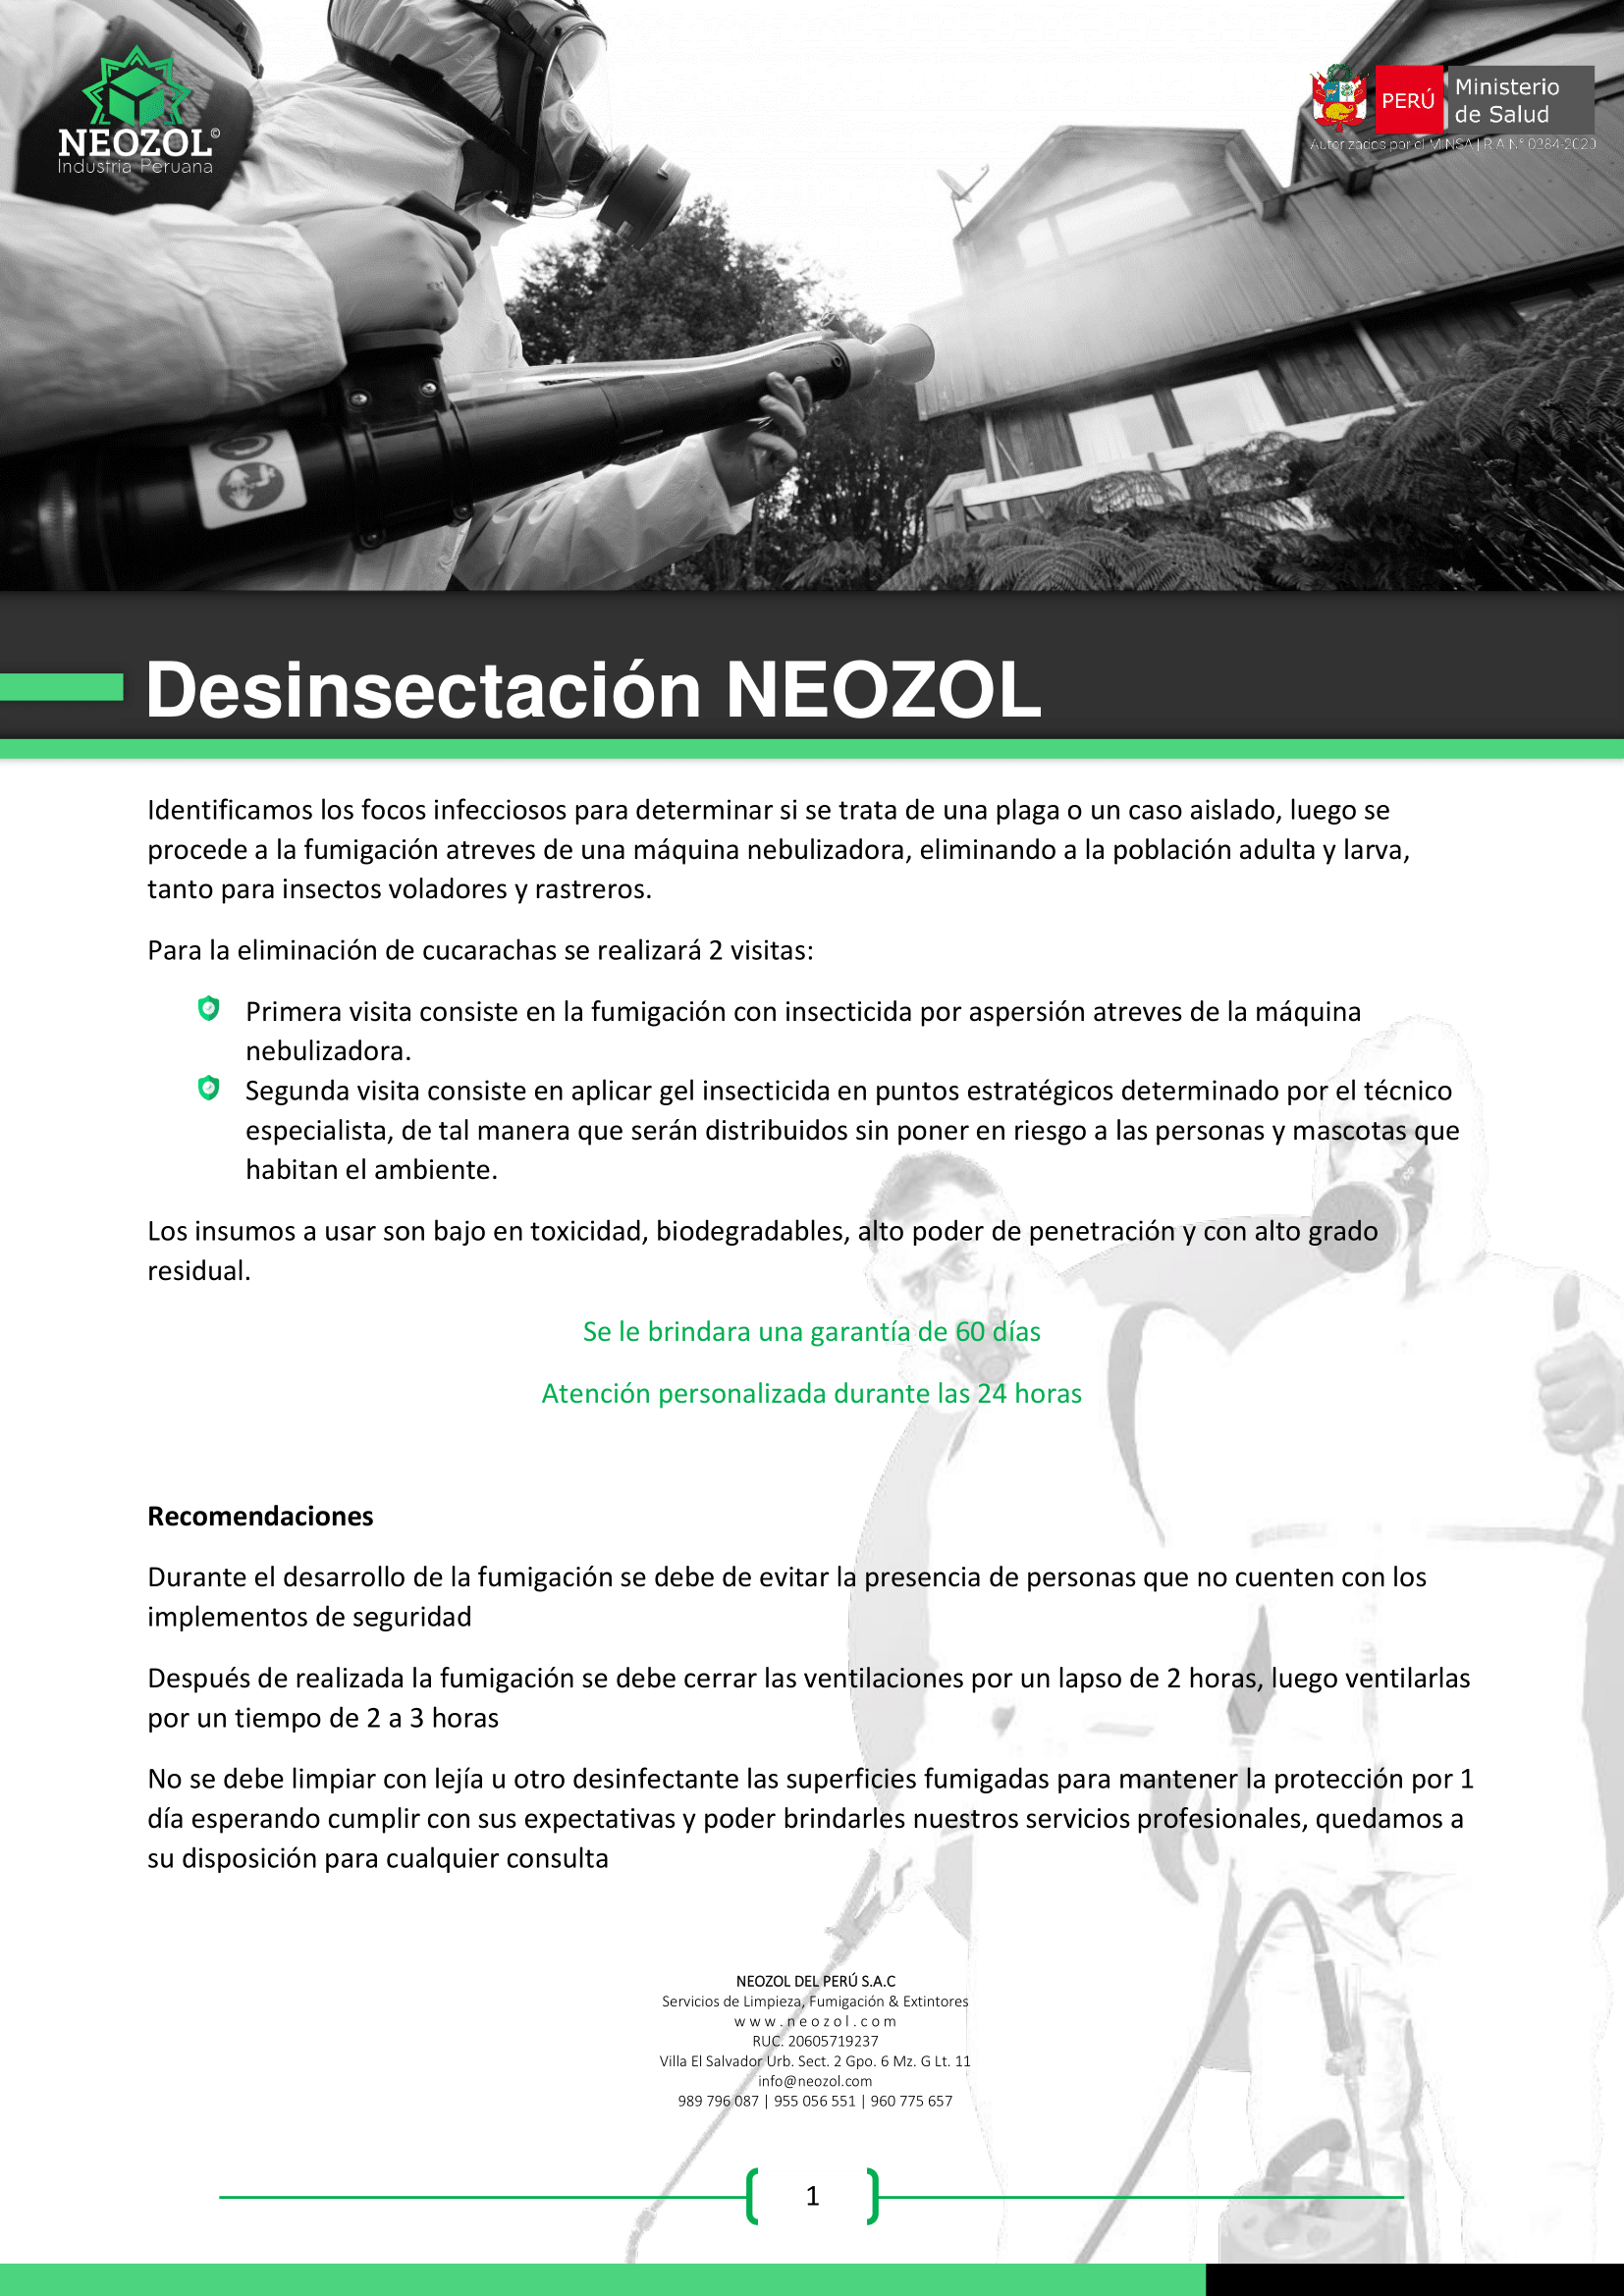 NEOZOL©
Industria Peruana
PERÚ
Ministerio
de Salud
Autorizados por el MINSA | R.A N° 0284-2020
Desinsectación NEOZOL
Identificamos los focos infecciosos para determinar si se trata de una plaga o un caso aislado, luego se
procede a la fumigación atreves de una máquina nebulizadora, eliminando a la población adulta y larva,
tanto para insectos voladores y rastreros.
Para la eliminación de cucarachas se realizará 2 visitas:
Primera visita consiste en la fumigación con insecticida por aspersión atreves de la máquina
nebulizadora.
Segunda visita consiste en aplicar gel insecticida en puntos estratégicos determinado por el técnico
especialista, de tal manera que serán distribuidos sin poner en riesgo a las personas y mascotas que
habitan el ambiente.
Los insumos a usar son bajo en toxicidad, biodegradables, alto poder de penetración y con alto grado
residual.
Se le brindara una garantía de 60 días
Atención personalizada durante las 24 horas
Recomendaciones
Durante el desarrollo de la fumigación se debe de evitar la presencia de personas que no cuenten con los
implementos de seguridad
Después de realizada la fumigación se debe cerrar las ventilaciones por un lapso de 2 horas, luego ventilarlas
por un tiempo de 2 a 3 horas
No se debe limpiar con lejía u otro desinfectante las superficies fumigadas para mantener la protección por 1
día esperando cumplir con sus expectativas y poder brindarles nuestros servicios profesionales, quedamos a
su disposición para cualquier consulta
NEOZOL DEL PERÚ S.A.C
Servicios de Limpieza, Fumigación & Extintores
www.neozol.com
RUC. 20605719237
Villa El Salvador Urb. Sect. 2 Gpo. 6 Mz. G Lt. 11
info@neozol.com
989 796 087 | 955 056 551 | 960 775 657
1